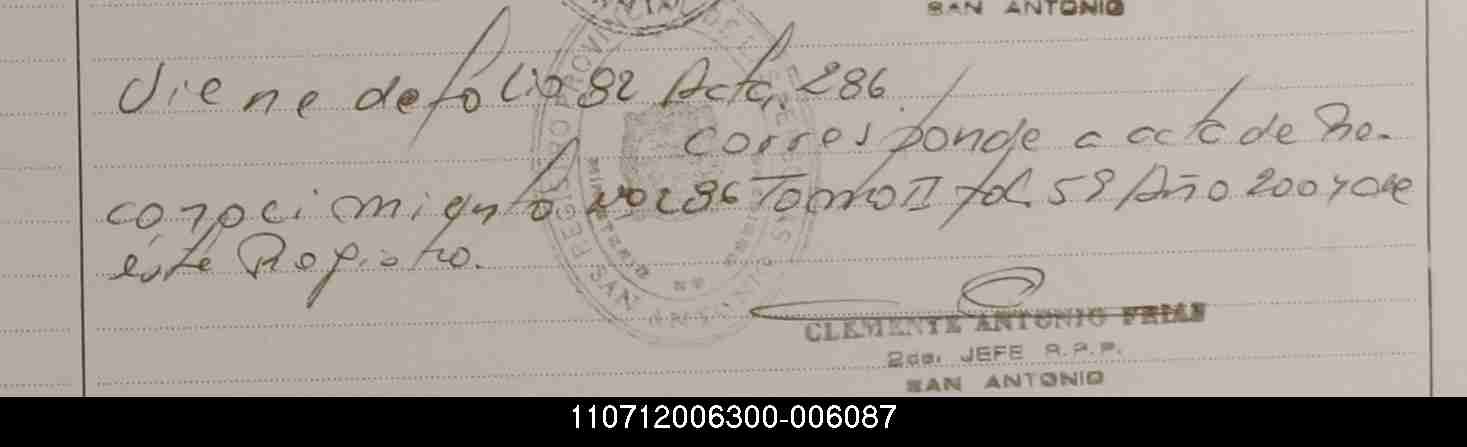 SAN ANTONIO
Viene de folio 82 Acta 286.
corresponde a acta de Re-
conocimiento No 286 Tomo II fol. 59 Año 2007 de
éste Registro.
CLEMENTE ANTONIO FRIAS
2do. JEFE R.P.P.
SAN ANTONIO
110712006300-006087